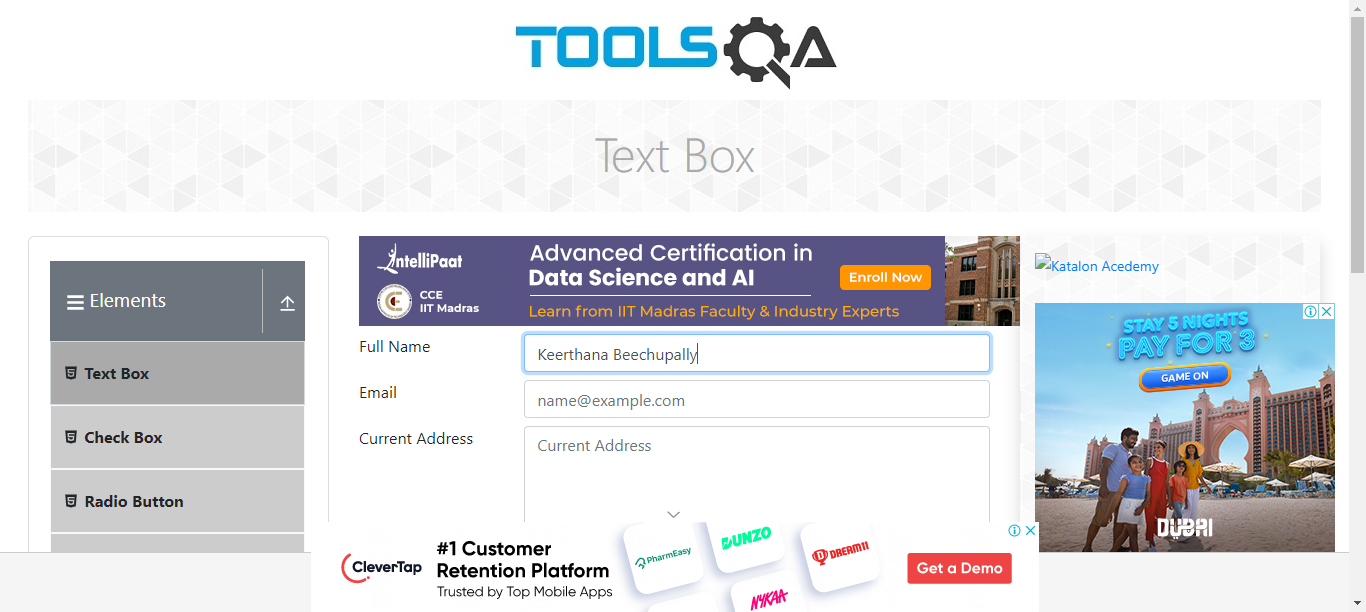 TOOLSQA
Text Box
Elements
Text Box
Check Box
Radio Button
IntelliPaat
CCE
IIT Madras
Advanced Certification in
Data Science and AI
Learn from IIT Madras Faculty & Industry Experts
Enroll Now
Full Name
Keerthana Beechupally
Email
name@example.com
Current Address
Current Address
Katalon Acedemy
STAY 5 NIGHTS
PAY FOR 3
GAME ON
DUBAI
CleverTap
#1 Customer
Retention Platform
Trusted by Top Mobile Apps
PharmEasy
DUNZO
DREAM11
NYKAA
Get a Demo